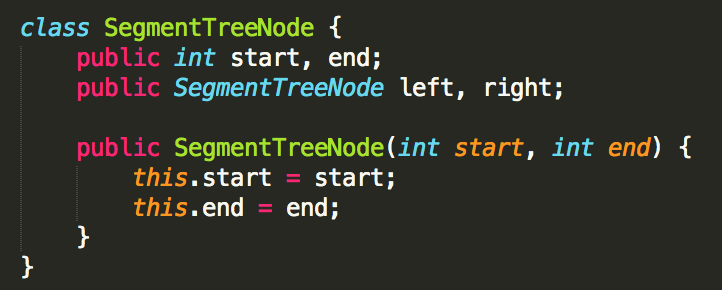 class SegmentTreeNode {
    public int start, end;
    public SegmentTreeNode left, right;

    public SegmentTreeNode(int start, int end) {
        this.start = start;
        this.end = end;
    }
}